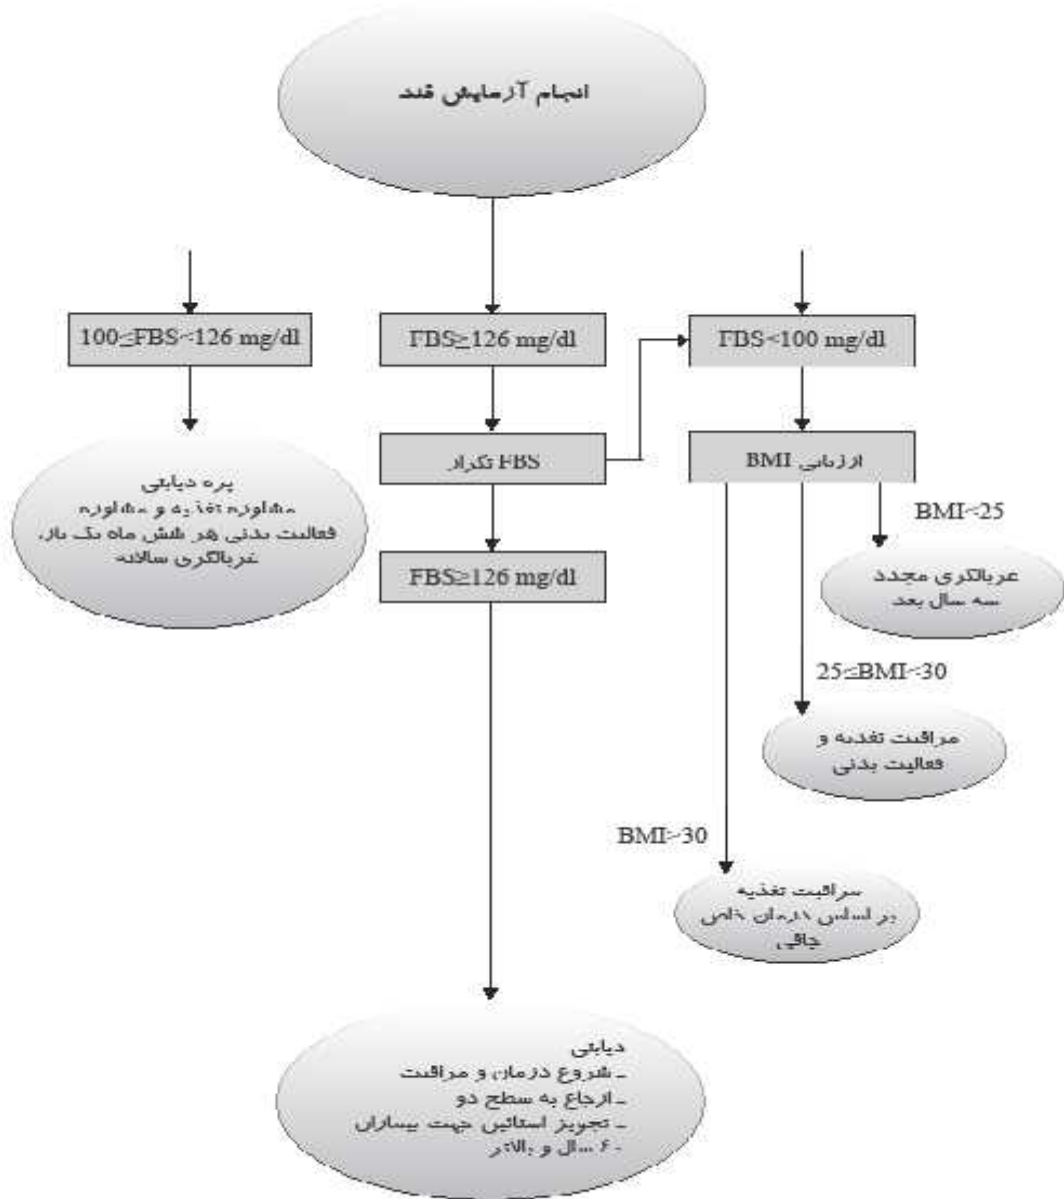 انجام آزمایش قند
100≤FBS<126 mg/dl
FBS≥126 mg/dl
FBS<100 mg/dl
پره دیابتی
مشاوره تغذیه و مشاوره
فعالیت بدنی هر شش ماه یک بار،
غربالگری سالانه
تکرار FBS
ارزیابی BMI
BMI<25
غربالگری مجدد
سه سال بعد
FBS≥126 mg/dl
25≤BMI<30
مراقبت تغذیه و
فعالیت بدنی
BMI>30
مراقبت تغذیه
بر اساس درمان خاص
چاقی
دیابتی
ـ شروع درمان و مراقبت
ـ ارجاع به سطح دو
ـ تجویز استاتین جهت بیماران
سال و بالاتر